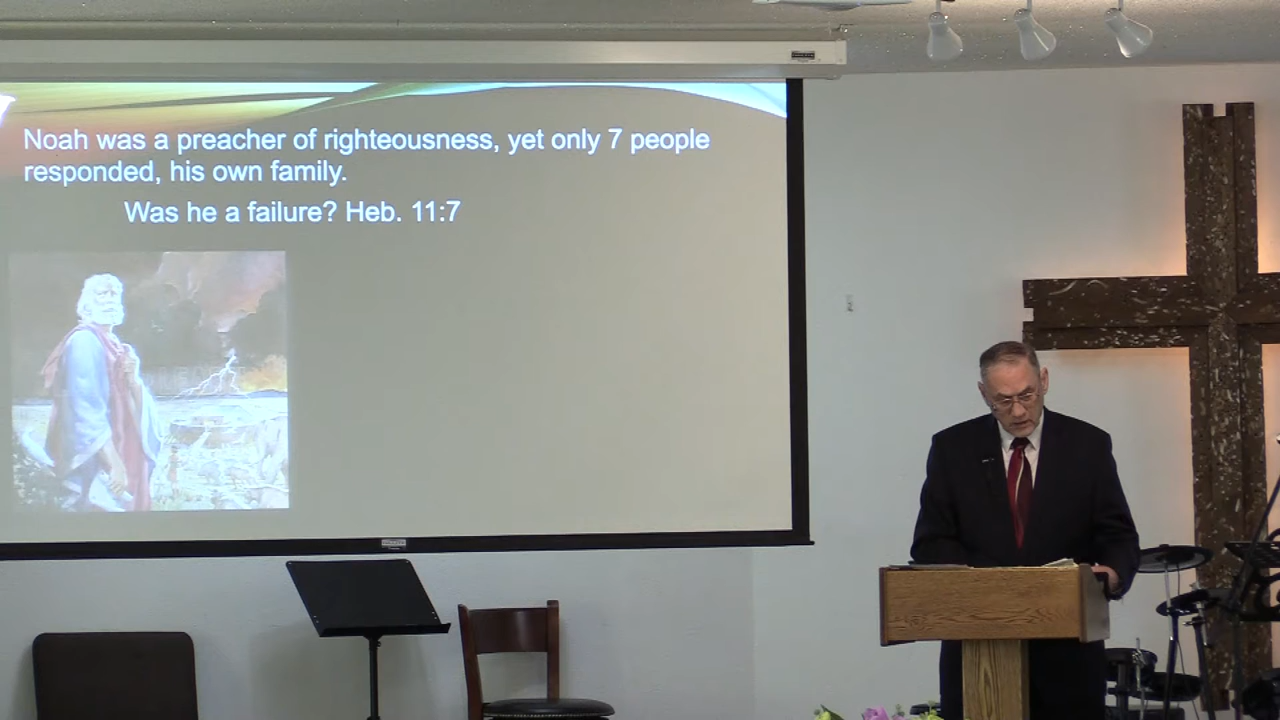 Noah was a preacher of righteousness, yet only 7 people
responded, his own family.
Was he a failure? Heb. 11:7